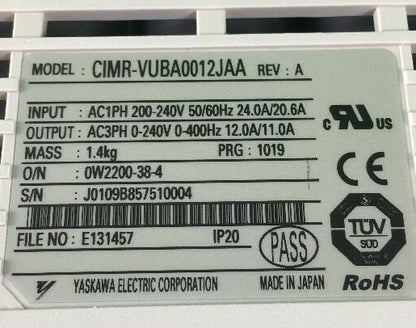 MODEL : CIMR-VUBA0012JAA REV : A
INPUT : AC1PH 200-240V 50/60Hz 24.0A/20.6A
OUTPUT : AC3PH 0-240V 0-400Hz 12.0A/11.0A
MASS : 1.4kg PRG : 1019
O/N : 0W2200-38-4
S/N : J0109B857510004
FILE NO : E131457 IP20
PASS
YASKAWA ELECTRIC CORPORATION MADE IN JAPAN
c RU US
CE
TÜV
SÜD
RoHS